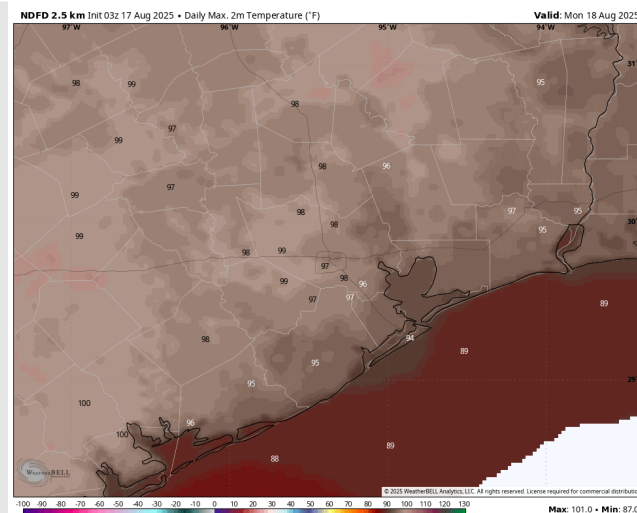 NDFD 2.5 km Init 03z 17 Aug 2025 • Daily Max. 2m Temperature (°F)
Valid: Mon 18 Aug 2025
97°W 96°W 95°W 94°W
31°
98 99 95
98
97
99
98 96
97
99
98 97 95
98 95
99
98 99
97
98 96
99 97
97
89
98 94
89
95
29°
95
100
96
100
89
88
WeatherBELL
© 2025 WeatherBELL Analytics, LLC. All rights reserved. License required for commercial distributio
-100 -90 -80 -70 -60 -50 -40 -30 -20 -10 0 10 20 30 40 50 60 70 80 90 100 110 120 130
Max: 101.0 • Min: 87.0
30°